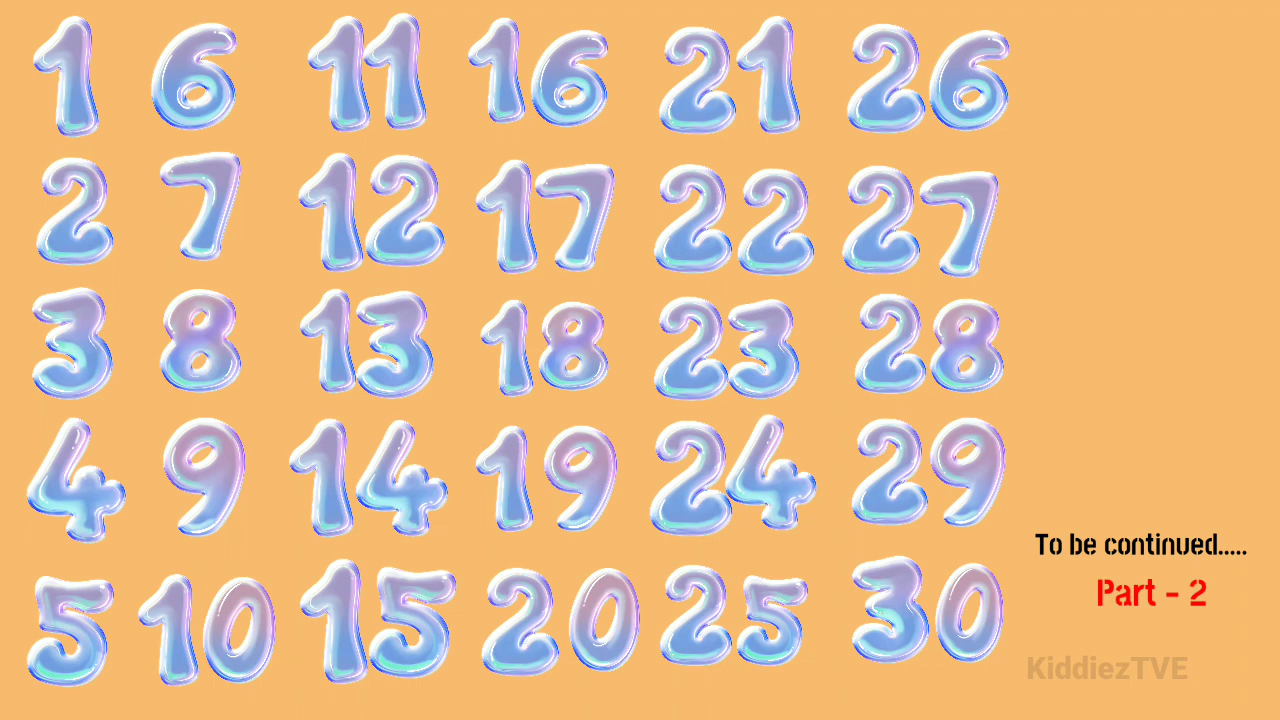 1 6 11 16 21 26
2 7 12 17 22 27
3 8 13 18 23 28
4 9 14 19 24 29
5 10 15 20 25 30
To be continued.....
Part - 2
KiddiezTVE